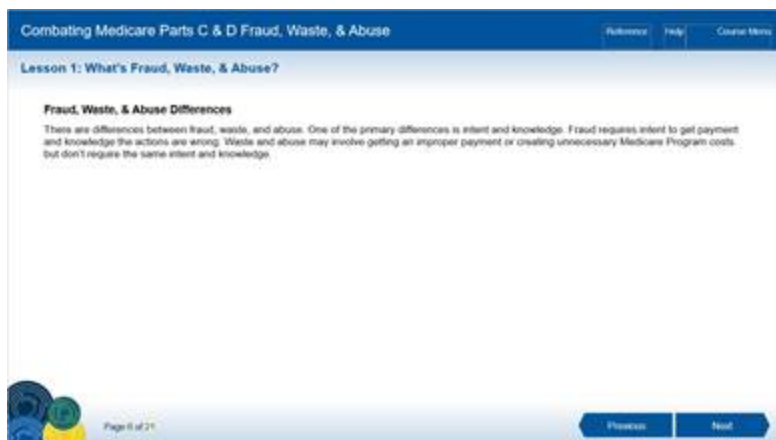 Combating Medicare Parts C & D Fraud, Waste, & Abuse
Reference Help Course Menu
Lesson 1: What's Fraud, Waste, & Abuse?
Fraud, Waste, & Abuse Differences
There are differences between fraud, waste, and abuse. One of the primary differences is intent and knowledge. Fraud requires intent to get payment
and knowledge the actions are wrong. Waste and abuse may involve getting an improper payment or creating unnecessary Medicare Program costs
but don't require the same intent and knowledge.
Page of 21
Previous Next